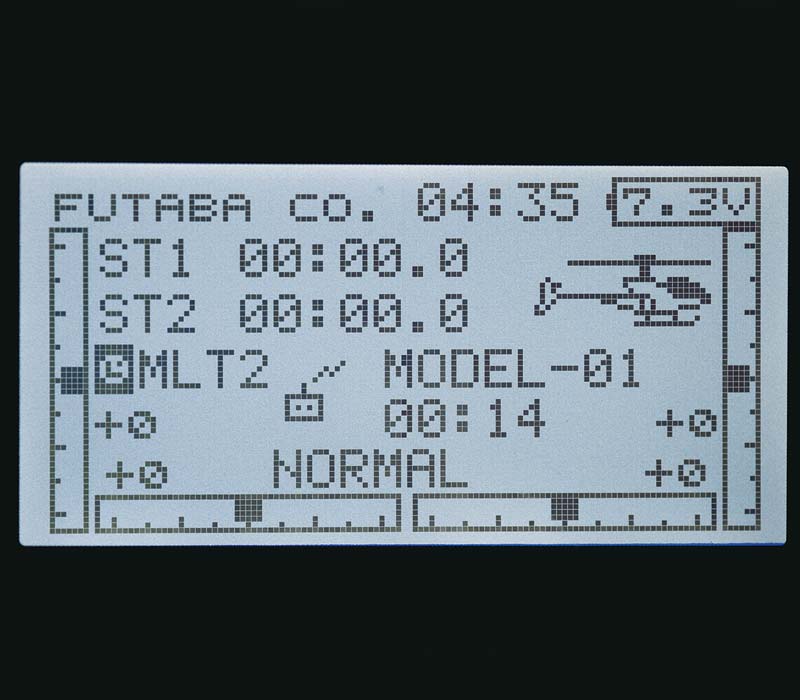 FUTABA CO. 04:35 7.3V
ST1 00:00.0
ST2 00:00.0
MLT2 MODEL-01
+0 00:14 +0
+0 NORMAL +0